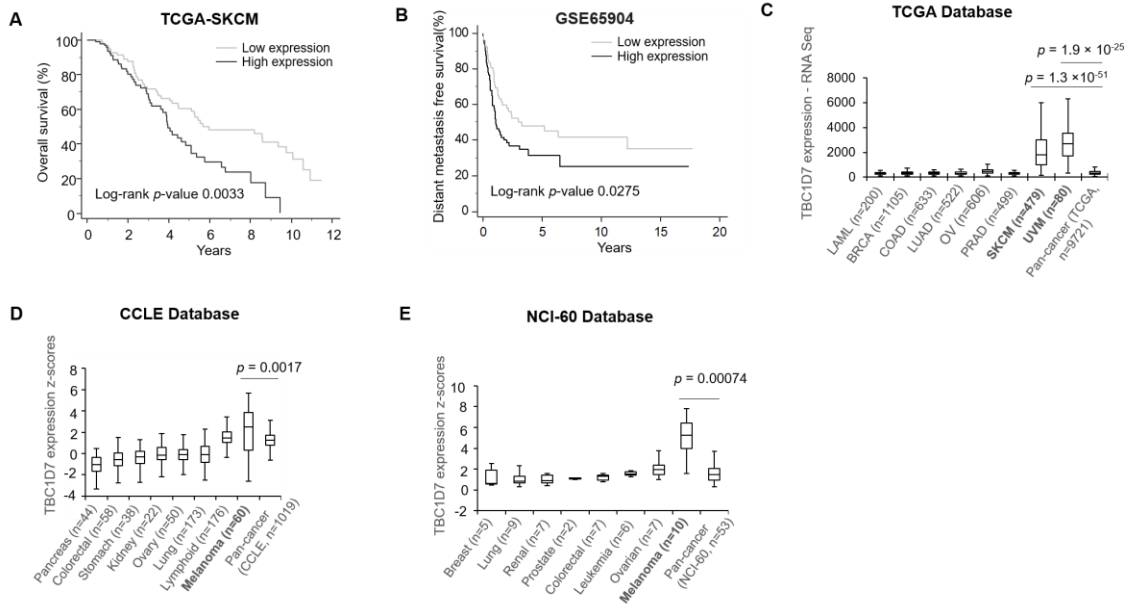 A
TCGA-SKCM
100
80
60
40
20
0
Overall survival (%)
Low expression
High expression
Log-rank p-value 0.0033
0 2 4 6 8 10 12
Years
B
GSE65904
100
80
60
40
20
0
Distant metastasis free survival(%)
Low expression
High expression
Log-rank p-value 0.0275
0 5 10 15 20
Years
C
TCGA Database
p = 1.9 × 10-25
p = 1.3 ×10-51
8000
6000
4000
2000
0
TBC1D7 expression - RNA Seq
LAML (n=200)
BRCA (n=1105)
COAD (n=633)
LUAD (n=522)
OV (n=606)
PRAD (n=499)
SKCM (n=479)
UVM (n=80)
Pan-cancer (TCGA,
n=9721)
D
CCLE Database
p = 0.0017
8
6
4
2
0
-2
-4
TBC1D7 expression z-scores
Pancreas (n=44)
Colorectal (n=58)
Stomach (n=38)
Kidney (n=22)
Ovary (n=50)
Lung (n=173)
Lymphoid (n=176)
Melanoma (n=60)
Pan-cancer
(CCLE, n=1019)
E
NCI-60 Database
p = 0.00074
10
8
6
4
2
0
TBC1D7 expression z-scores
Breast (n=5)
Lung (n=9)
Renal (n=7)
Prostate (n=2)
Colorectal (n=7)
Leukemia (n=6)
Ovarian (n=7)
Melanoma (n=10)
Pan-cancer
(NCI-60, n=53)